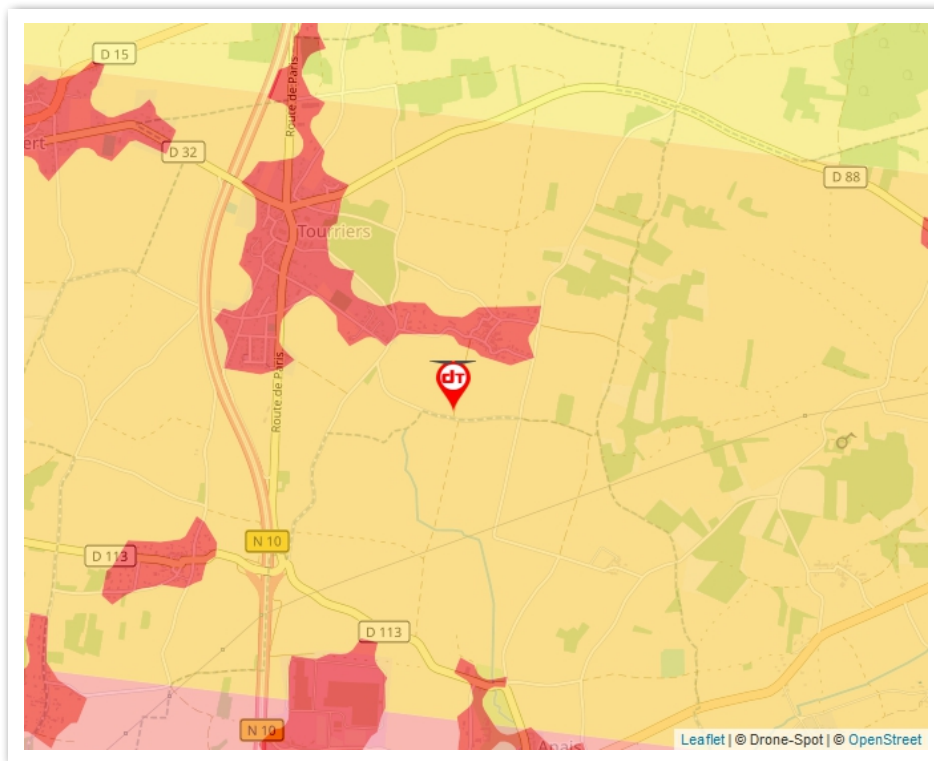 D 15
Route de Paris
ert
D 32
D 88
Tourriers
dT
Route de Paris
N 10
D 113
D 113
N 10
Anais
Leaflet | © Drone-Spot | © OpenStreet